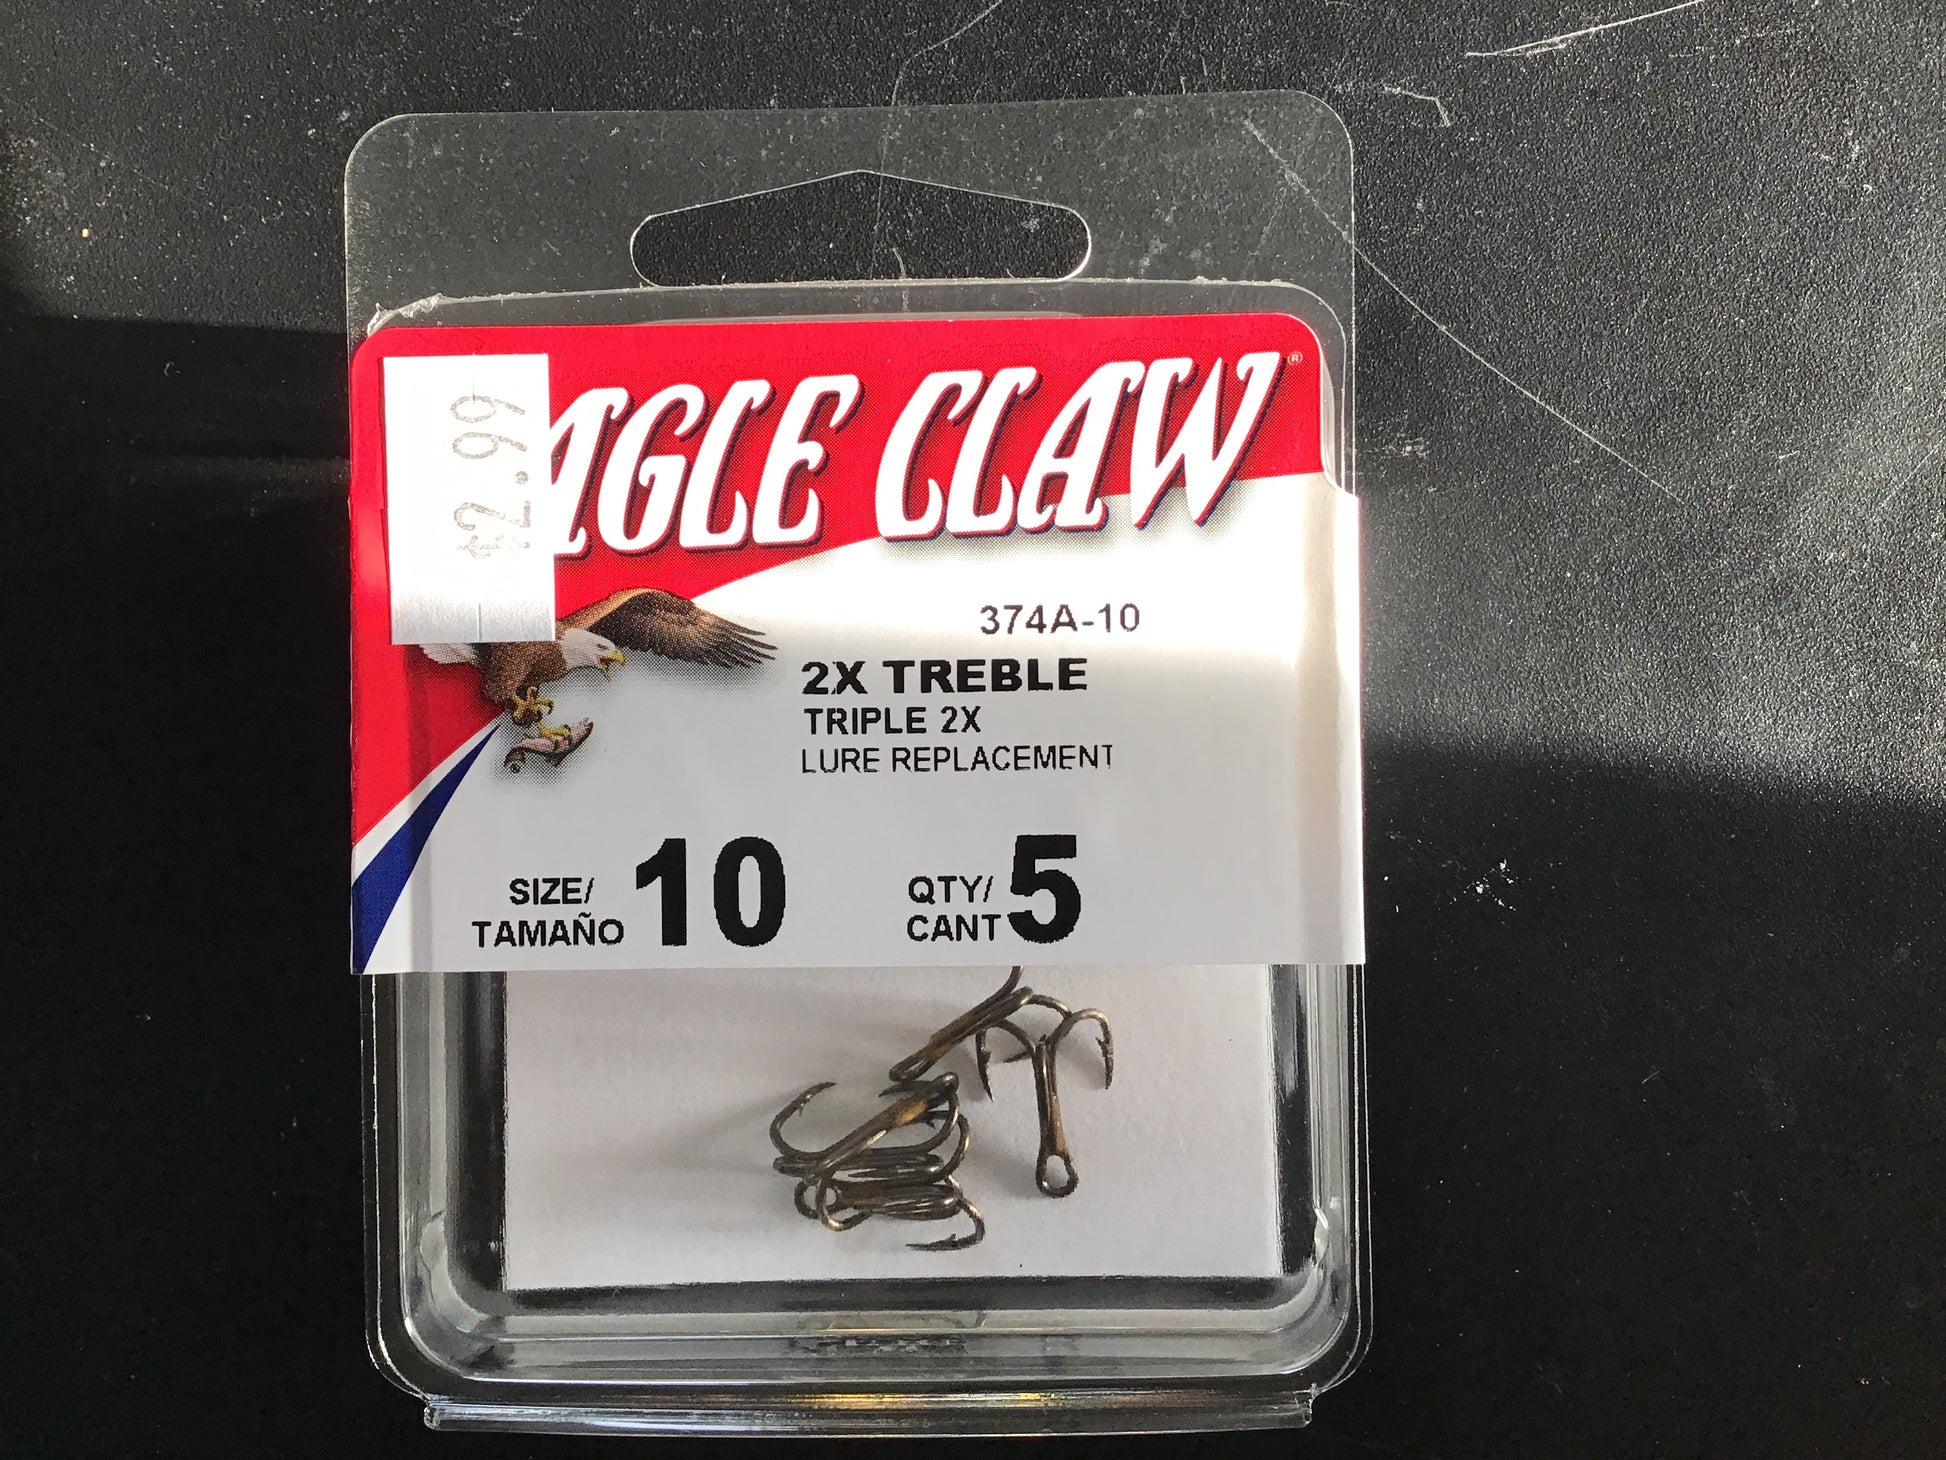 $2.99
AGLE CLAW®
374A-10
2X TREBLE
TRIPLE 2X
LURE REPLACEMENT
SIZE/
TAMAÑO 10
QTY/
CANT 5